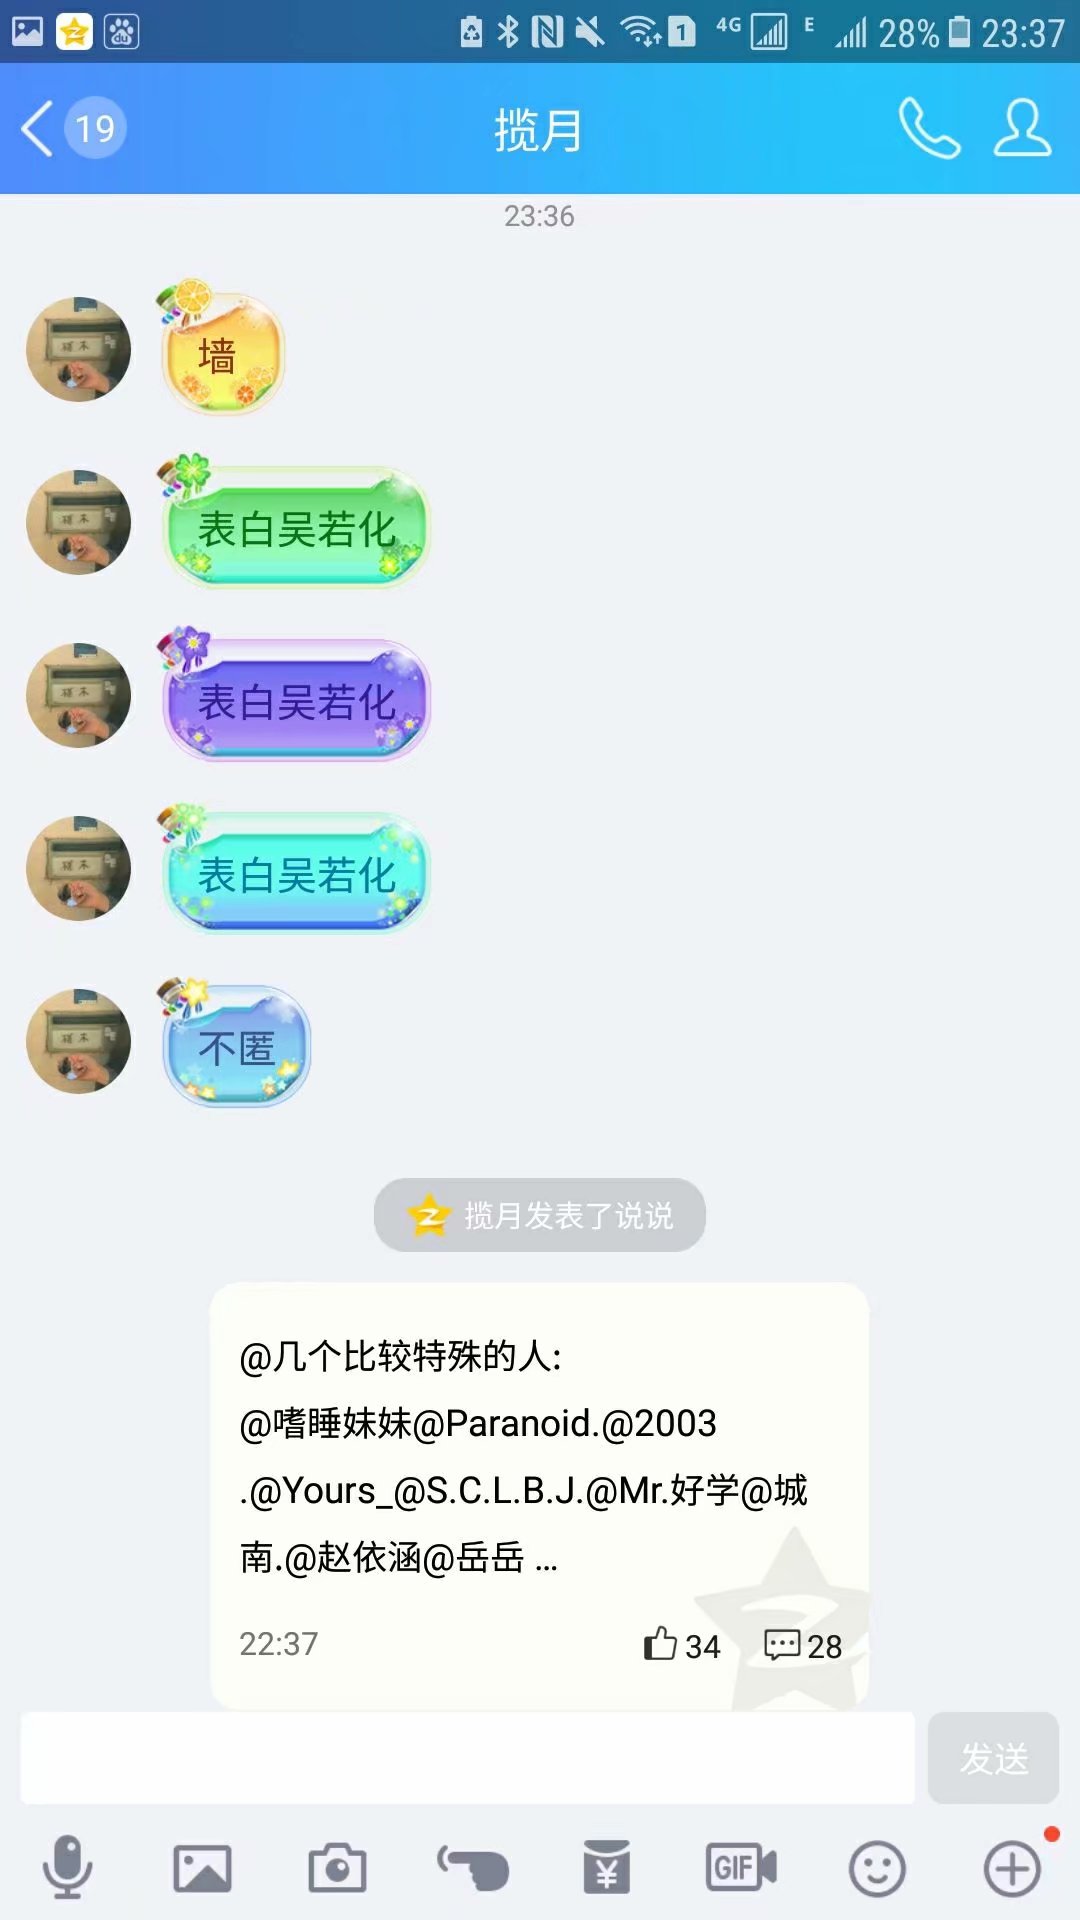 4G E 28% 23:37
19 揽月
23:36
墙
表白吴若化
表白吴若化
表白吴若化
不匿
揽月发表了说说
@几个比较特殊的人:
@嗜睡妹妹@Paranoid.@2003
.@Yours_@S.C.L.B.J.@Mr.好学@城
南.@赵依涵@岳岳 ...
22:37 34 28
发送
GIF